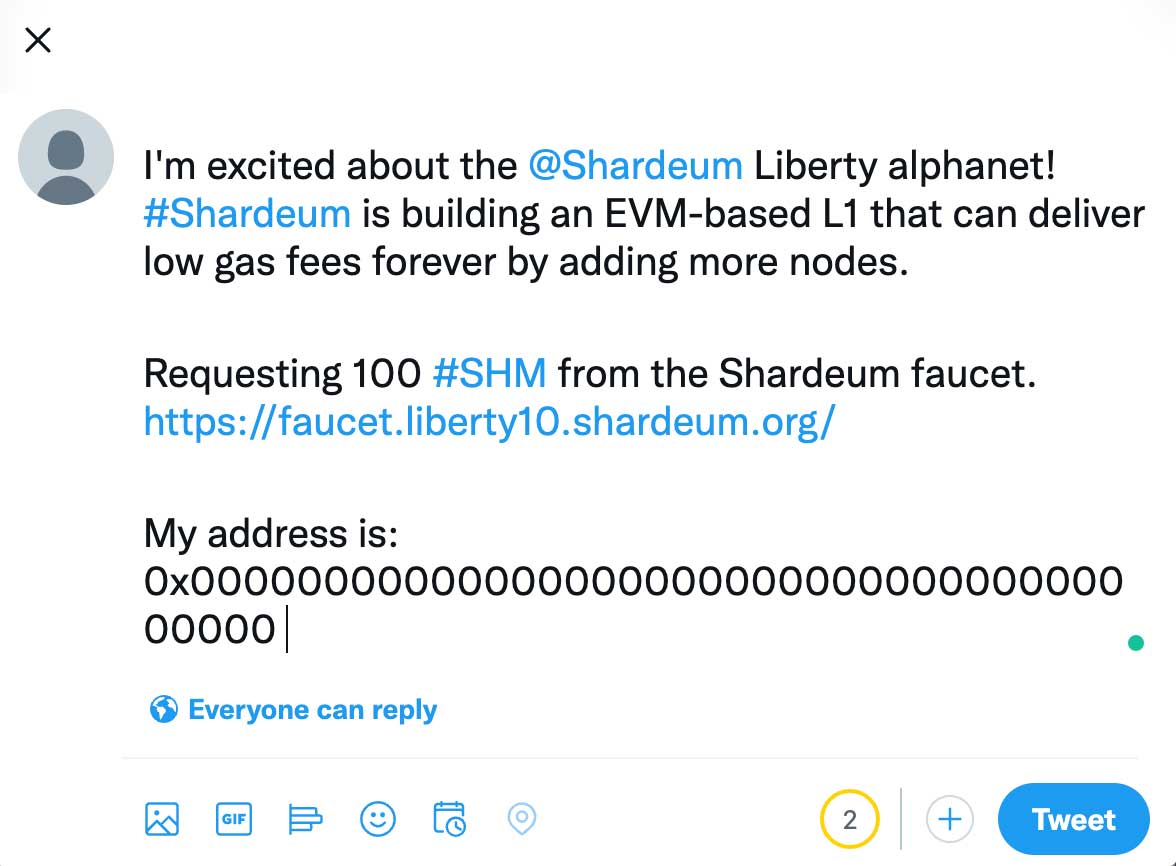 I'm excited about the @Shardeum Liberty alphanet!
#Shardeum is building an EVM-based L1 that can deliver
low gas fees forever by adding more nodes.
Requesting 100 #SHM from the Shardeum faucet.
https://faucet.liberty10.shardeum.org/
My address is:
0x00000000000000000000000000000000000
00000
Everyone can reply
GIF
2
Tweet